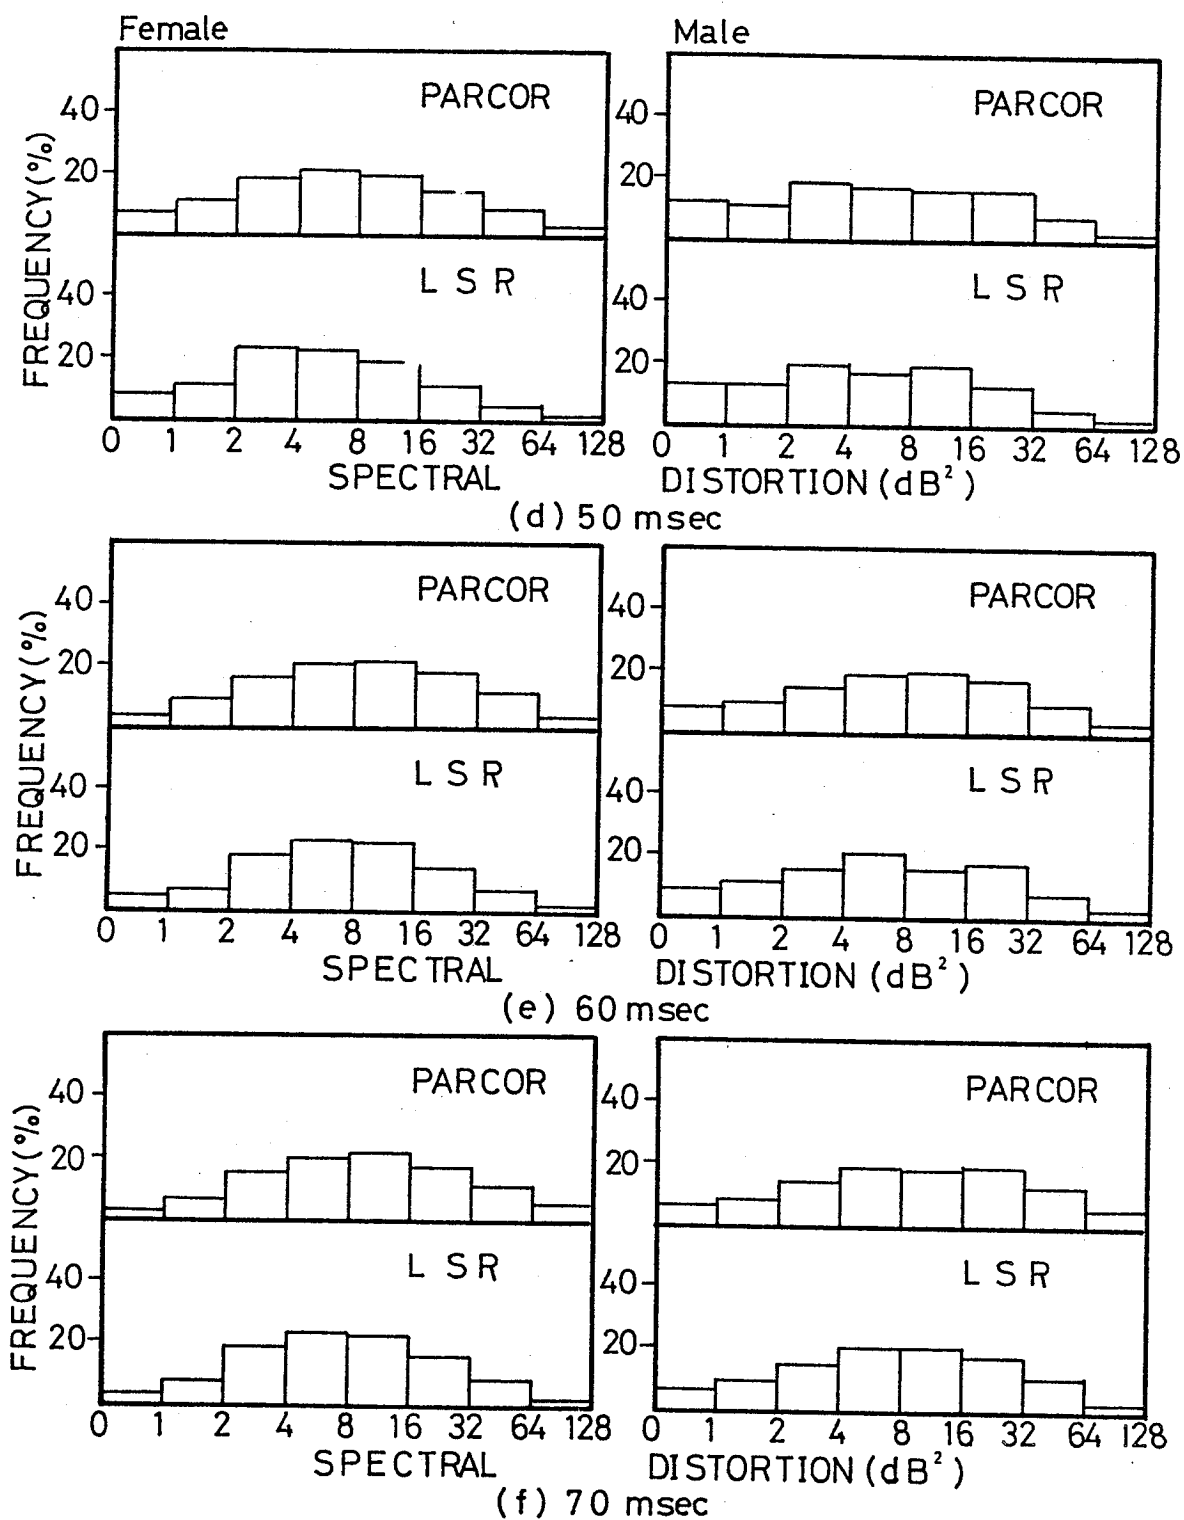 Female Male
PARCOR PARCOR
FREQUENCY(%)
40 20 40 20
L S R L S R
40 20 40 20
0 1 2 4 8 16 32 64 128 0 1 2 4 8 16 32 64 128
SPECTRAL DISTORTION (dB²)
(d) 50 msec
PARCOR PARCOR
FREQUENCY(%)
40 20 40 20
L S R L S R
40 20 40 20
0 1 2 4 8 16 32 64 128 0 1 2 4 8 16 32 64 128
SPECTRAL DISTORTION (dB²)
(e) 60 msec
PARCOR PARCOR
FREQUENCY(%)
40 20 40 20
L S R L S R
40 20 40 20
0 1 2 4 8 16 32 64 128 0 1 2 4 8 16 32 64 128
SPECTRAL DISTORTION (dB²)
(f) 70 msec